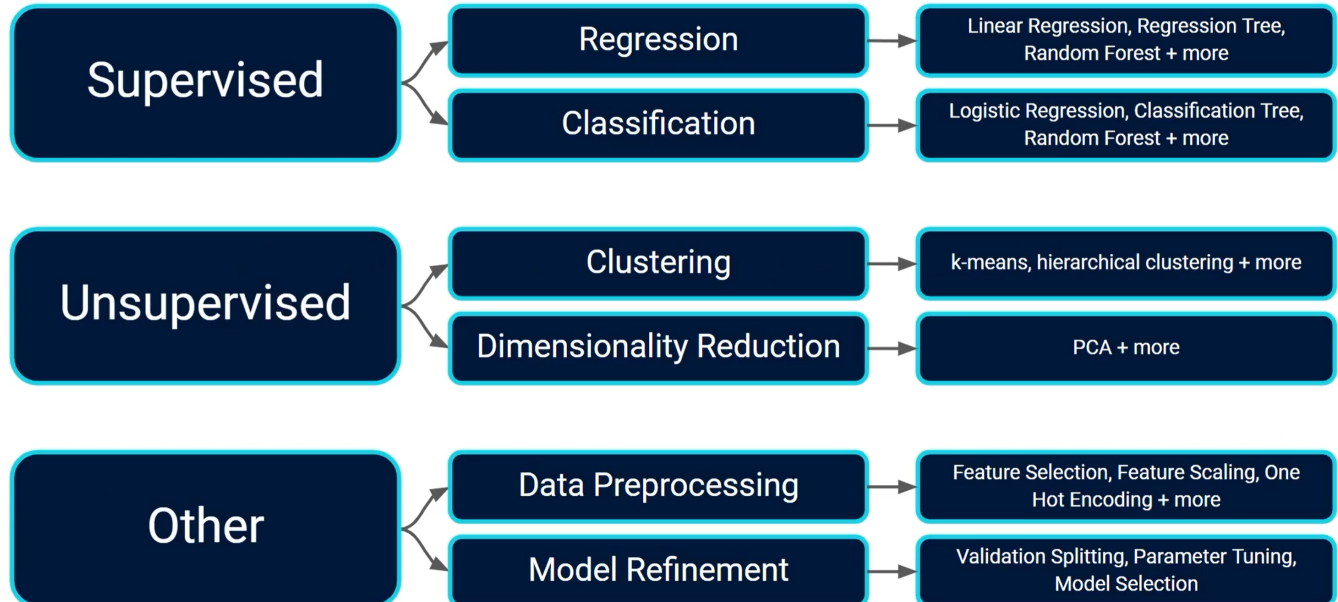 Supervised
Regression
Linear Regression, Regression Tree,
Random Forest + more
Classification
Logistic Regression, Classification Tree,
Random Forest + more
Unsupervised
Clustering
k-means, hierarchical clustering + more
Dimensionality Reduction
PCA + more
Other
Data Preprocessing
Feature Selection, Feature Scaling, One
Hot Encoding + more
Model Refinement
Validation Splitting, Parameter Tuning,
Model Selection